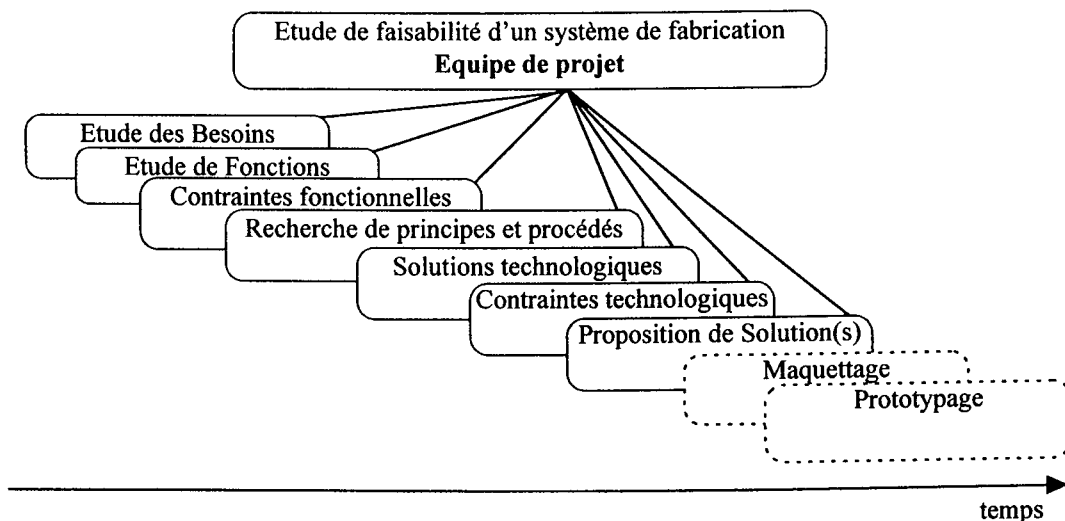 Etude de faisabilité d'un système de fabrication
Equipe de projet
Etude des Besoins
Etude de Fonctions
Contraintes fonctionnelles
Recherche de principes et procédés
Solutions technologiques
Contraintes technologiques
Proposition de Solution(s)
Maquettage
Prototypage
temps